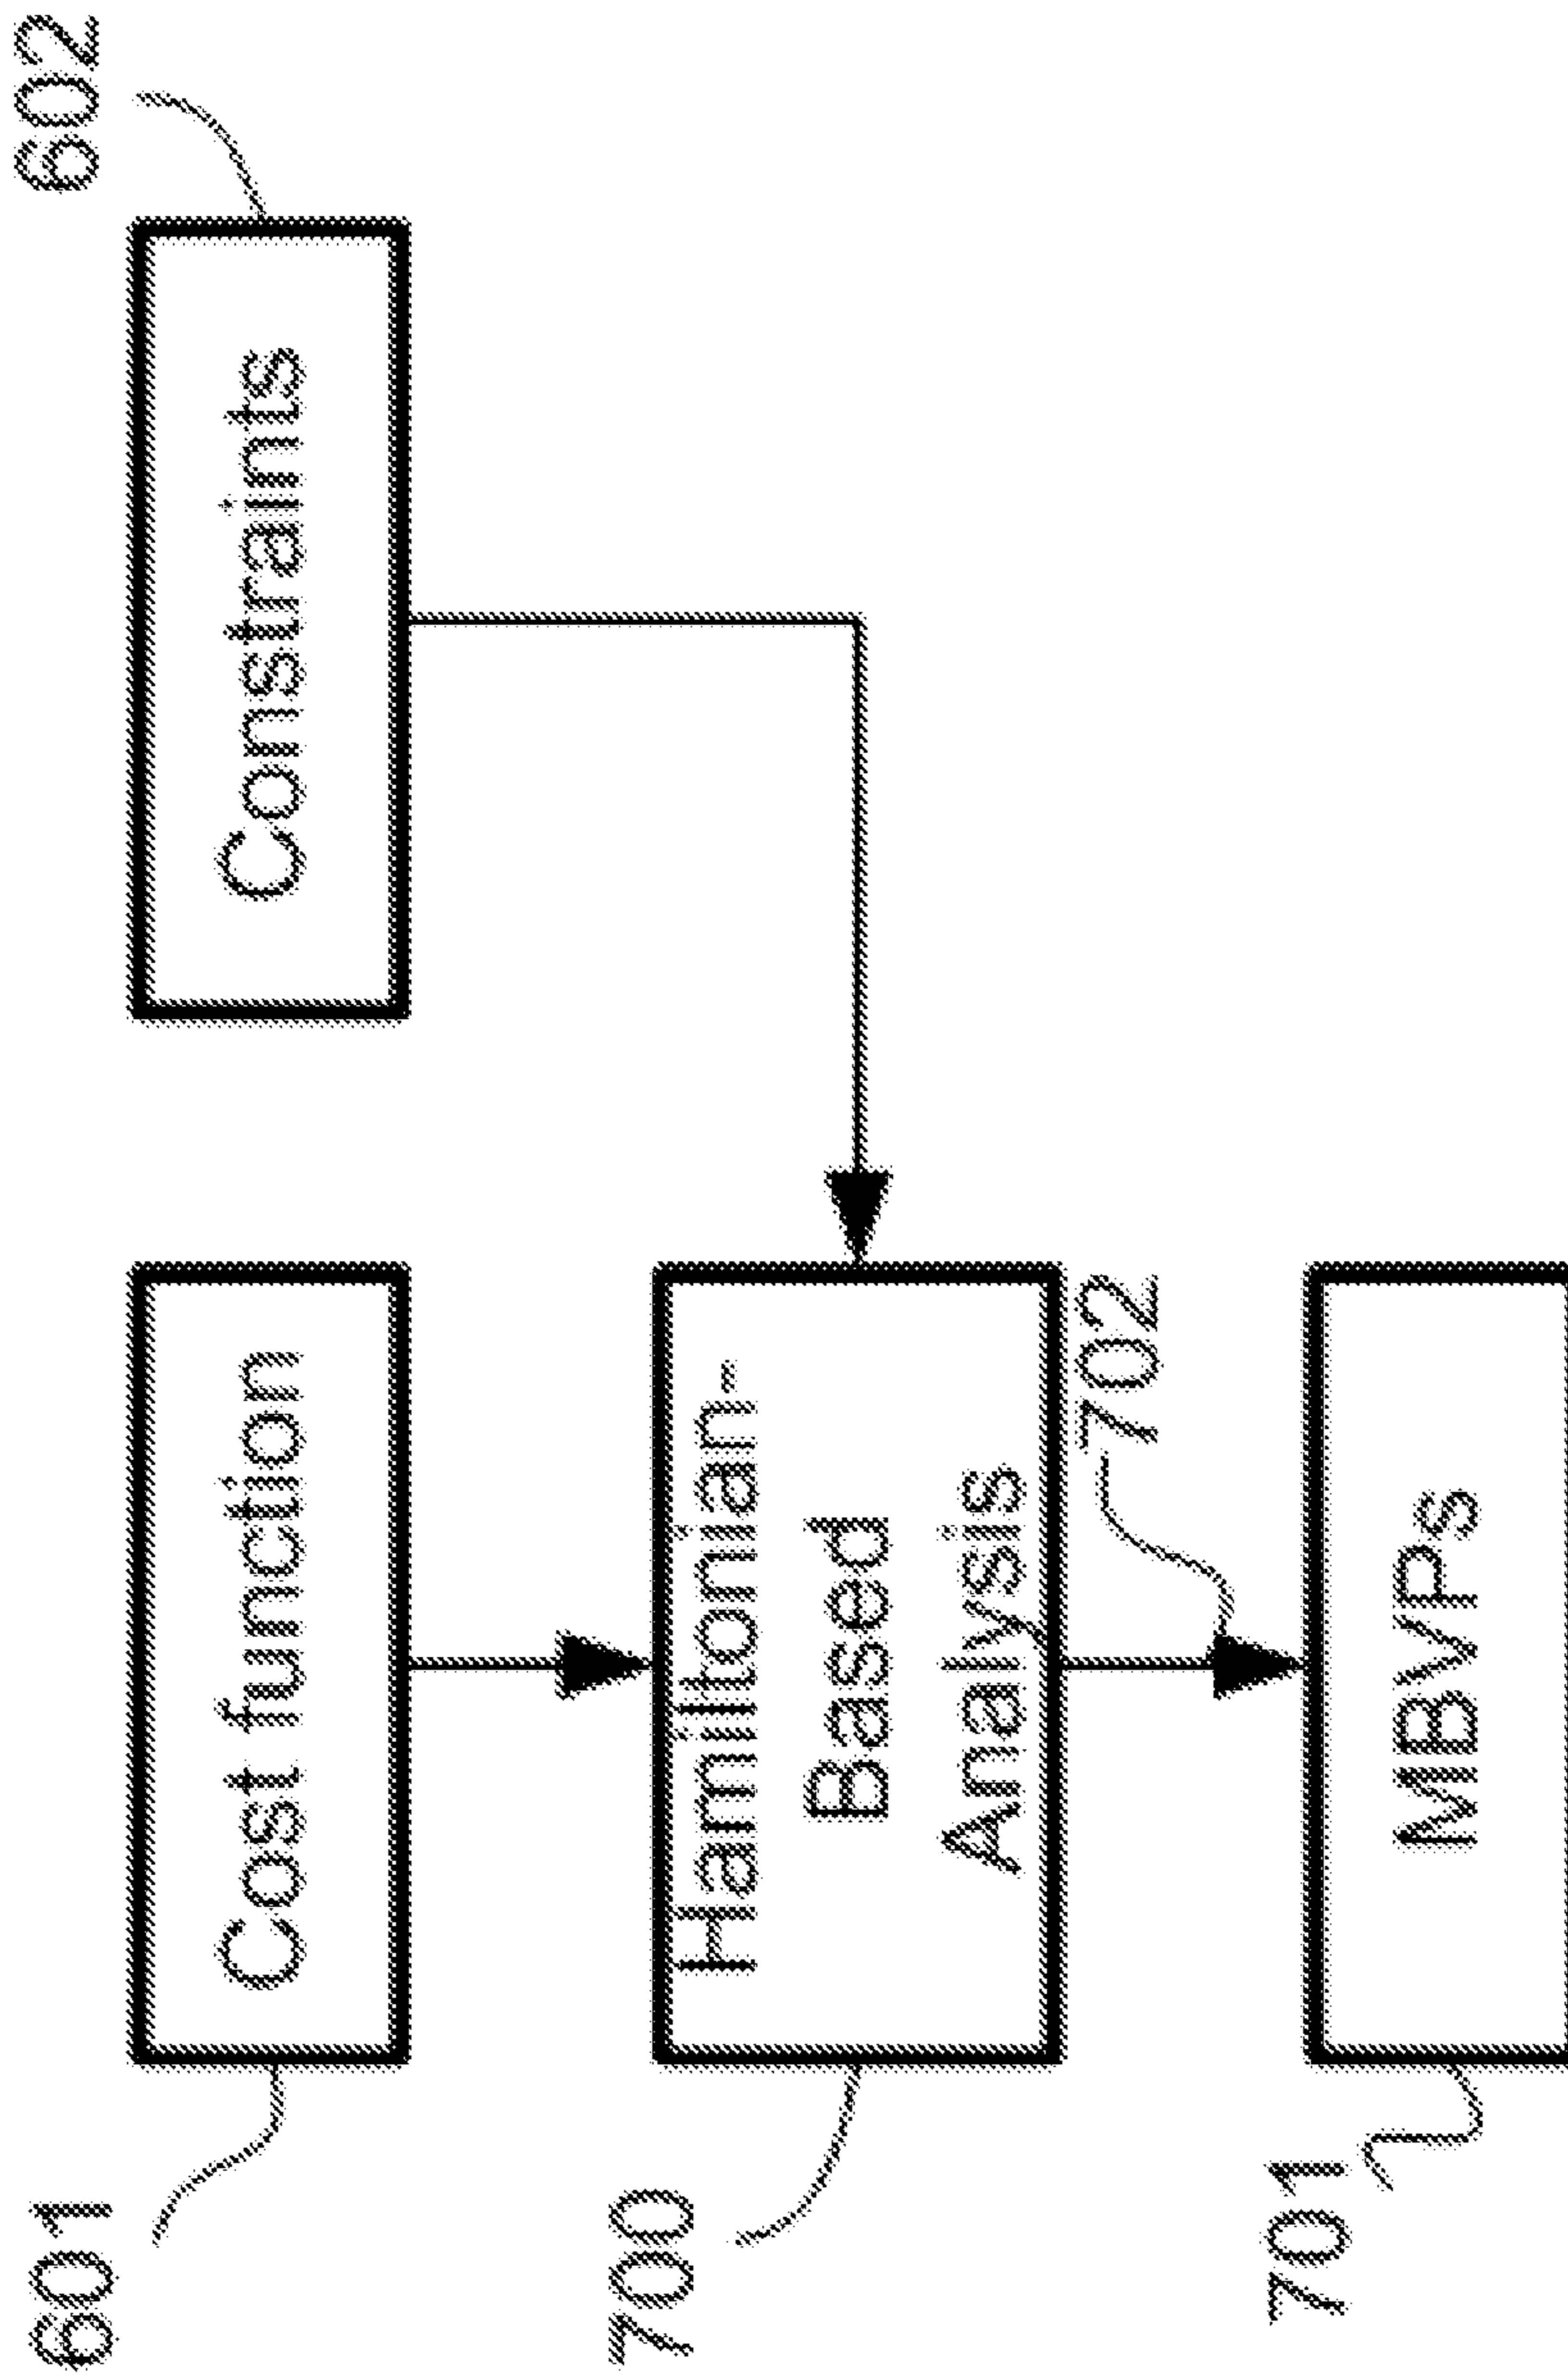 601
Cost function
Constraints
602
700
Hamiltonian-
Based
Analysis
702
701
MBVPs